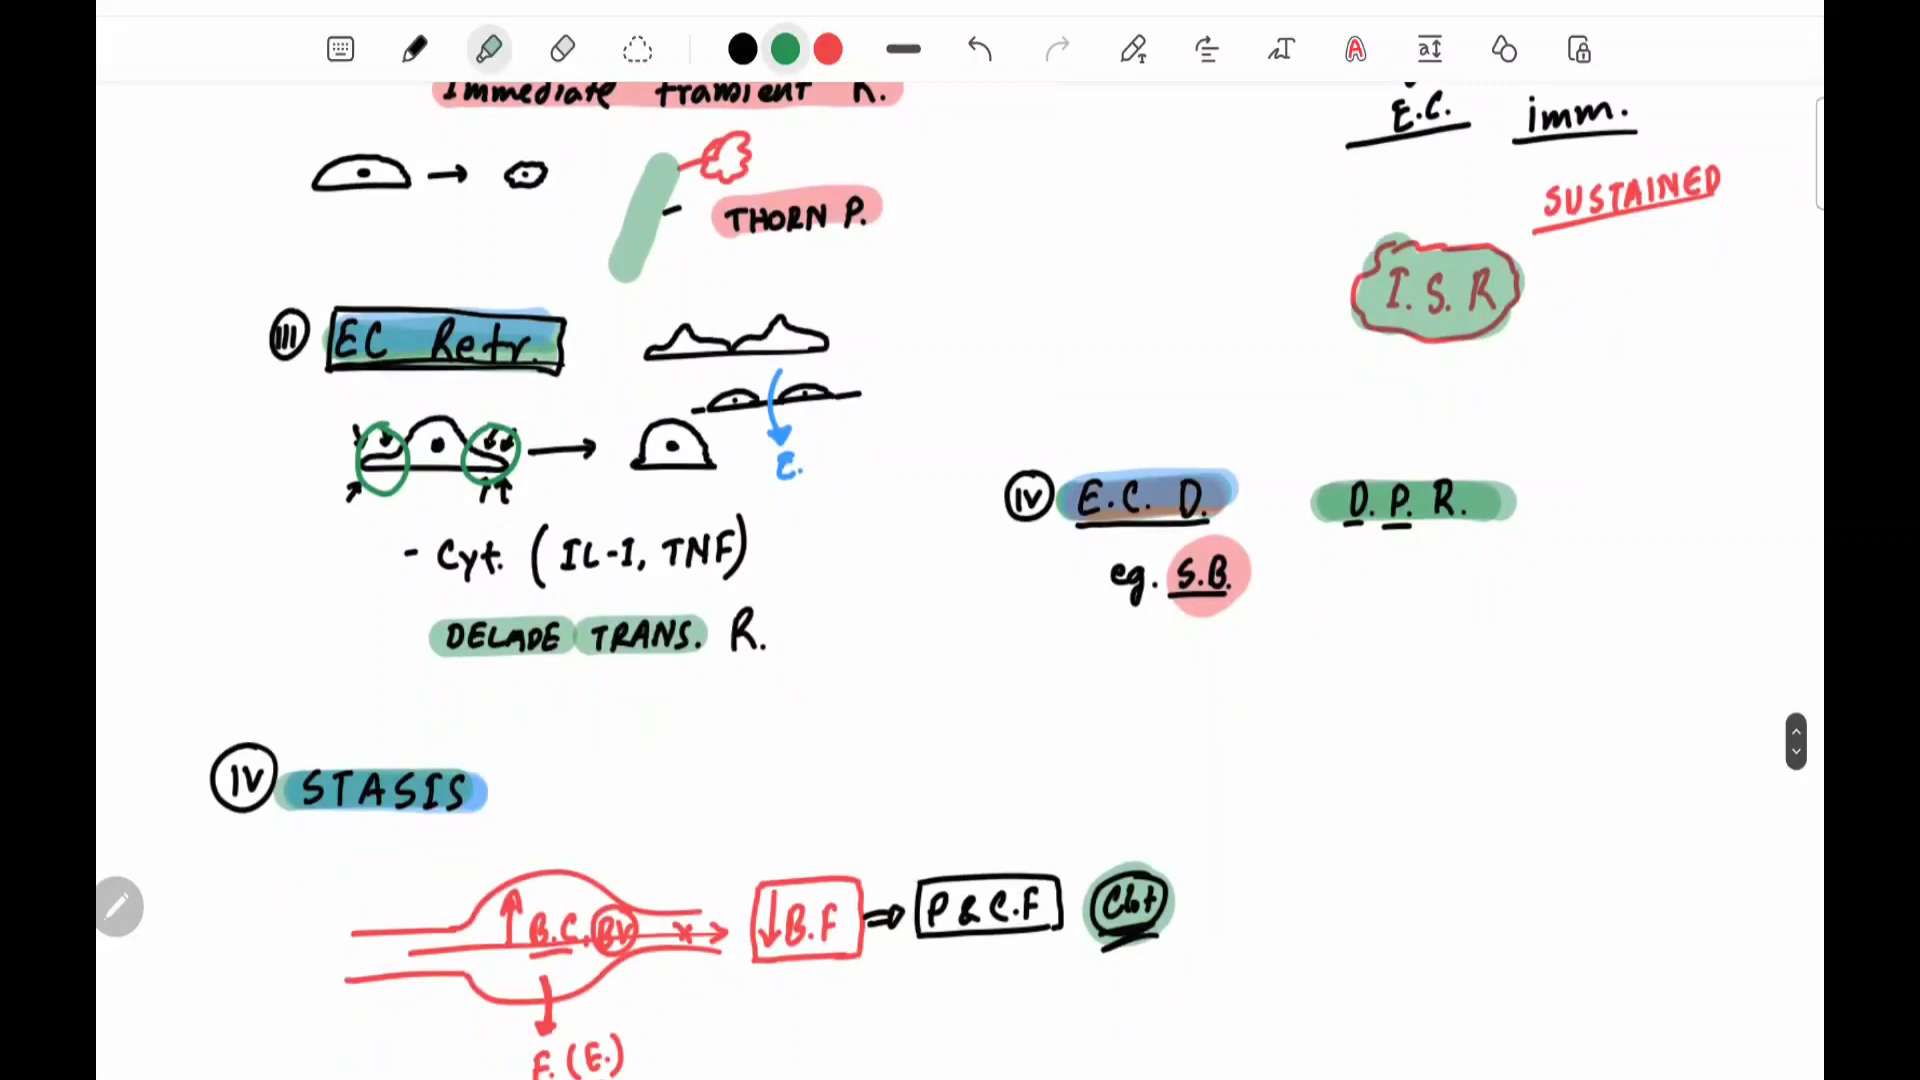 Immediate transient R.
E.C. imm.
SUSTAINED
THORN P.
I. S. R
III EC Retr.
E.
IV E.C. D. D. P. R.
- Cyt. (IL-1, TNF)
eg. S.B.
DELADE TRANS. R.
IV STASIS
↑ B.C. BV x → ↓ B.F ⇒ P & C.F Clot
F. (E.)